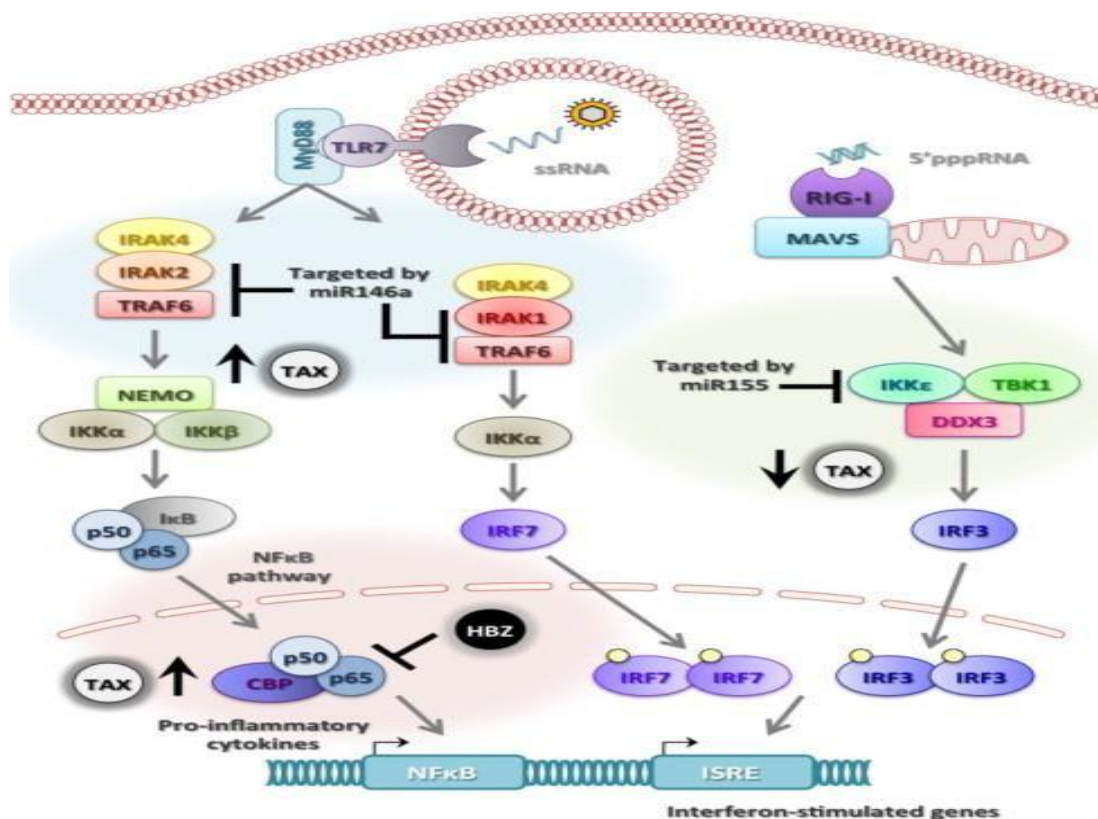 MyD88
TLR7
ssRNA
5'pppRNA
RIG-I
MAVS
IRAK4
IRAK2
TRAF6
Targeted by
miR146a
IRAK4
IRAK1
TRAF6
TAX
NEMO
IKKα
IKKβ
IKKα
Targeted by
miR155
IKKε
TBK1
DDX3
TAX
IκB
p50
p65
IRF7
IRF3
NFκB
pathway
HBZ
TAX
p50
CBP
p65
IRF7
IRF7
IRF3
IRF3
Pro-inflammatory
cytokines
NFκB
ISRE
Interferon-stimulated genes